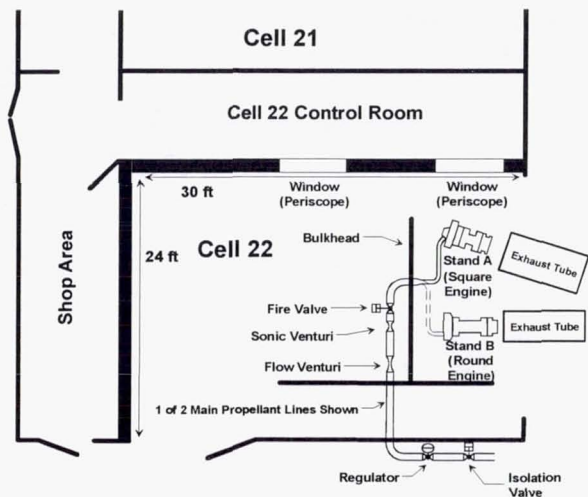 Cell 21
Cell 22 Control Room
30 ft
Window
(Periscope)
Window
(Periscope)
Shop Area
24 ft
Cell 22
Bulkhead
Stand A
(Square
Engine)
Exhaust Tube
Fire Valve
Sonic Venturi
Exhaust Tube
Stand B
(Round
Engine)
Flow Venturi
1 of 2 Main Propellant Lines Shown
Regulator
Isolation
Valve